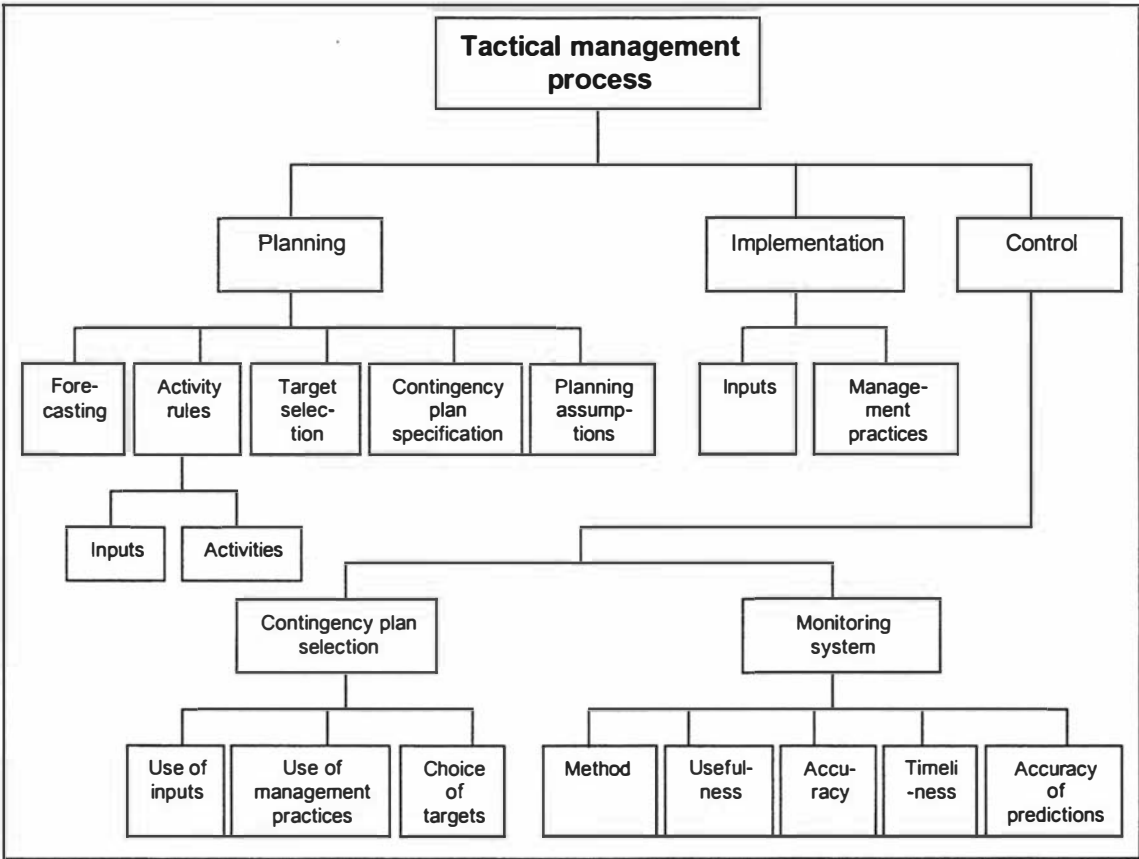 Tactical management
process
Planning
Implementation
Control
Fore-
casting
Activity
rules
Target
selec-
tion
Contingency
plan
specification
Planning
assump-
tions
Inputs
Manage-
ment
practices
Inputs
Activities
Contingency plan
selection
Monitoring
system
Use of
inputs
Use of
management
practices
Choice
of
targets
Method
Useful-
ness
Accu-
racy
Timeli
-ness
Accuracy
of
predictions